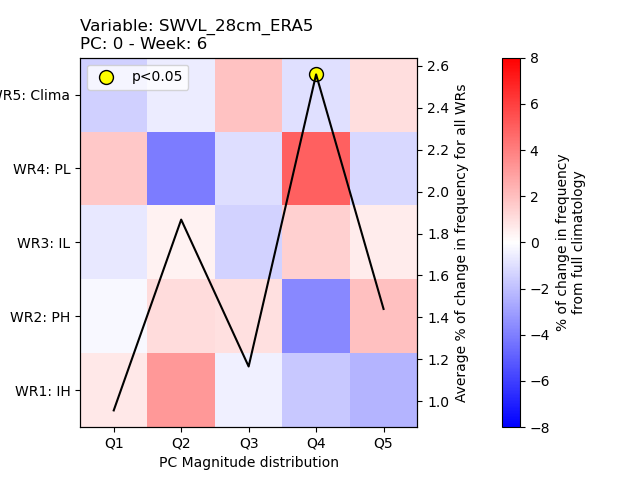 Variable: SWVL_28cm_ERA5
PC: 0 - Week: 6
p<0.05
WR5: Clima
WR4: PL
WR3: IL
WR2: PH
WR1: IH
Q1 Q2 Q3 Q4 Q5
PC Magnitude distribution
2.6
2.4
2.2
2.0
1.8
1.6
1.4
1.2
1.0
Average % of change in frequency for all WRs
8
6
4
2
0
−2
−4
−6
−8
% of change in frequency
from full climatology